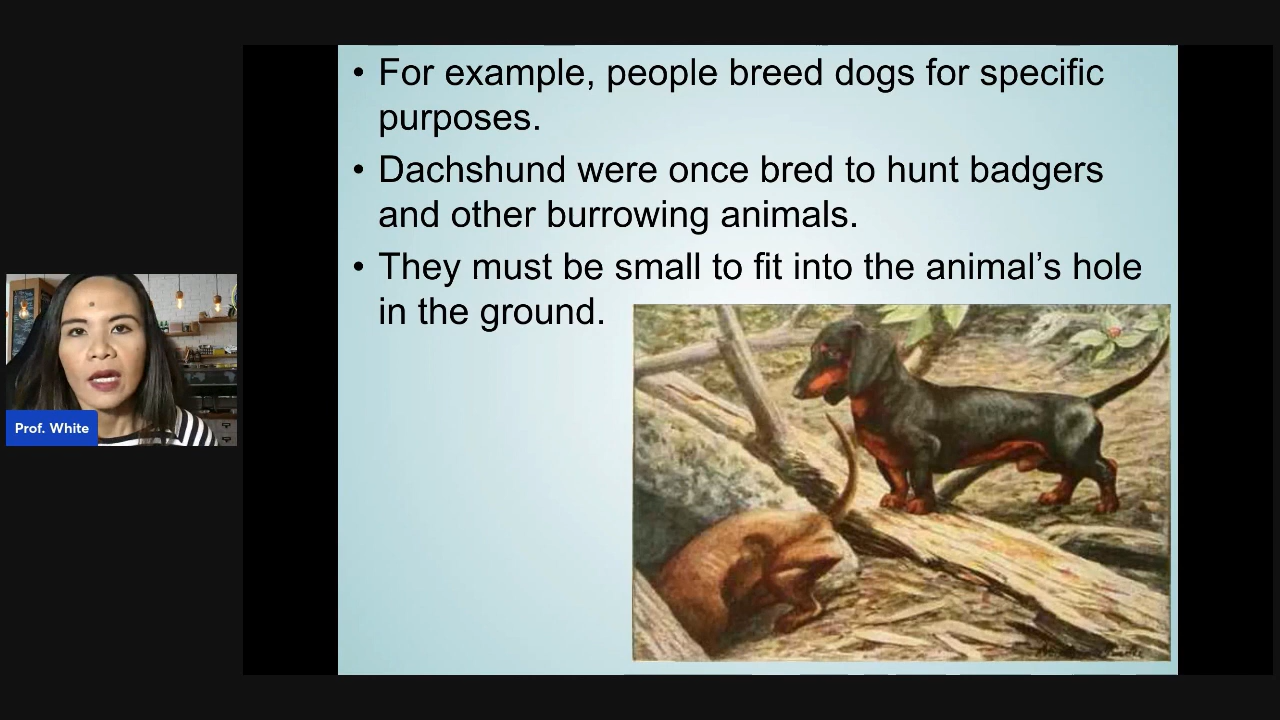 • For example, people breed dogs for specific
purposes.
• Dachshund were once bred to hunt badgers
and other burrowing animals.
• They must be small to fit into the animal’s hole
in the ground.
Prof. White